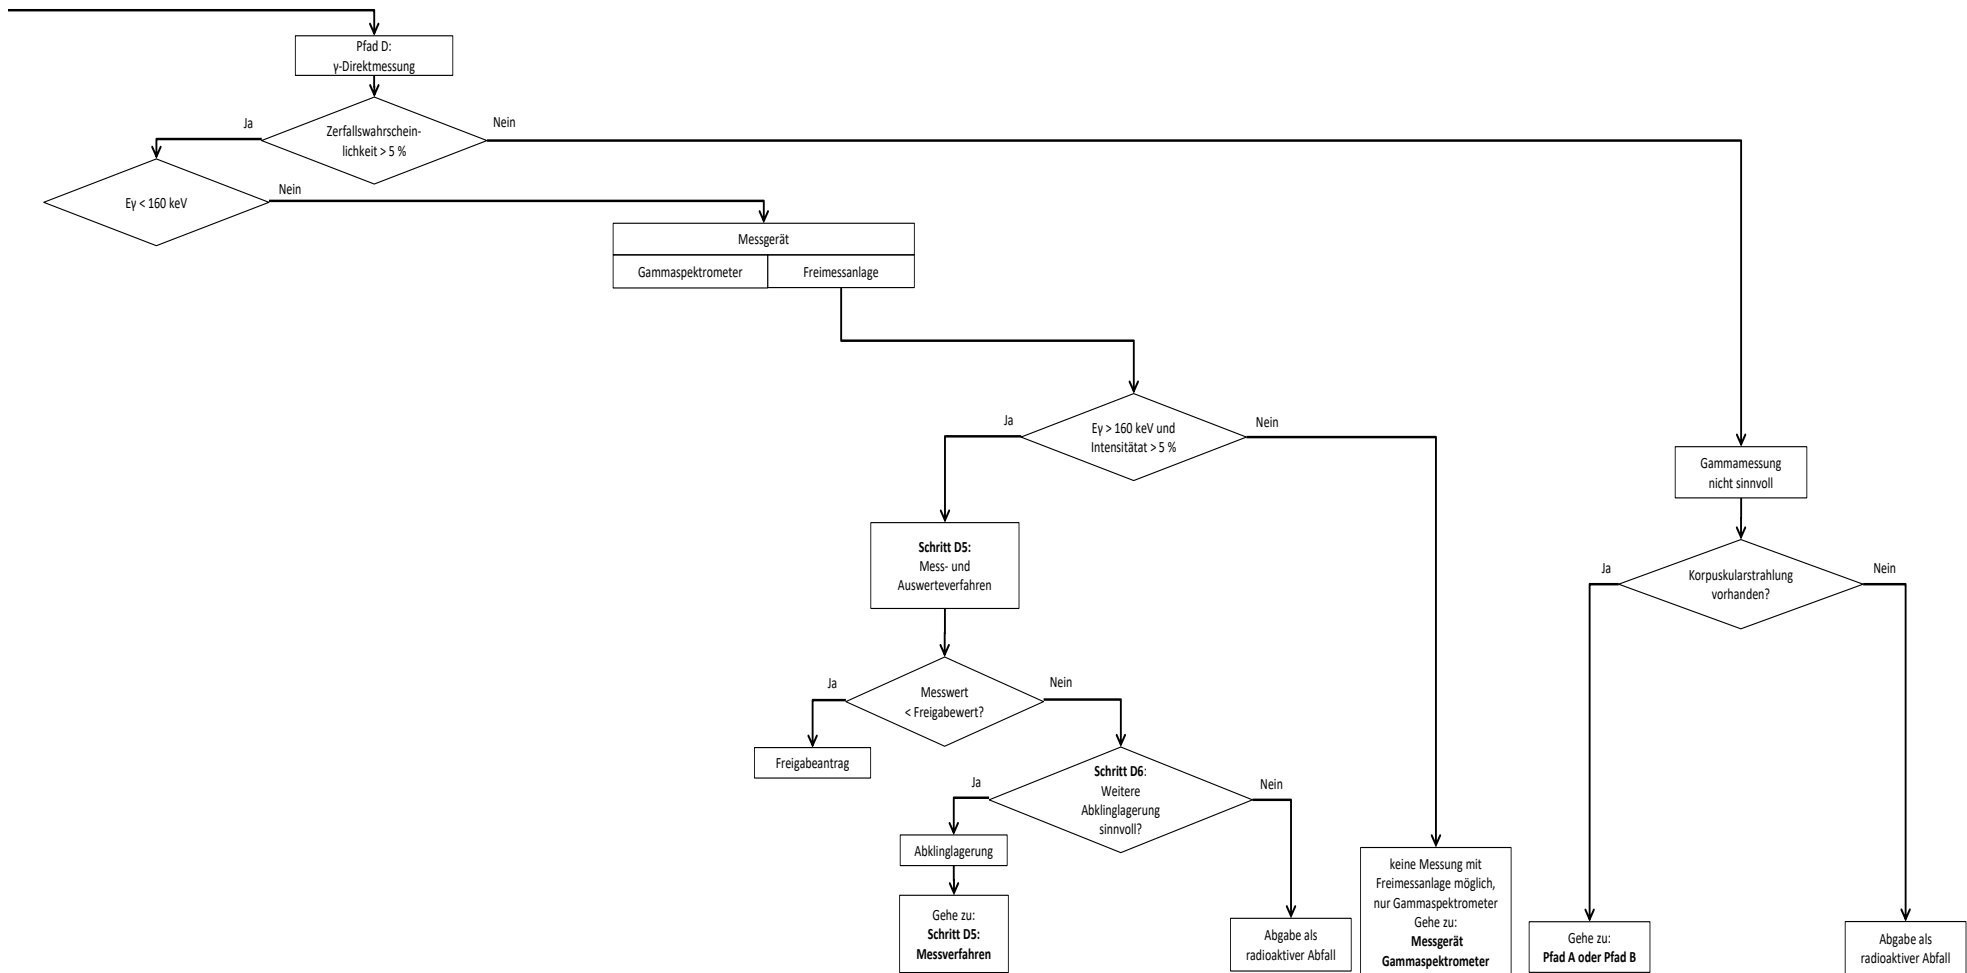 Pfad D:
γ-Direktmessung
Ja
Zerfallswahrschein-
lichkeit > 5 %
Nein
Eγ < 160 keV
Nein
Messgerät
Gammaspektrometer
Freimessanlage
Ja
Eγ > 160 keV und
Intensitätat > 5 %
Nein
Gammamessung
nicht sinnvoll
Schritt D5:
Mess- und
Auswerteverfahren
Ja
Korpuskularstrahlung
vorhanden?
Nein
Ja
Messwert
< Freigabewert?
Nein
Freigabeantrag
Ja
Schritt D6:
Weitere
Abklinglagerung
sinnvoll?
Nein
Abklinglagerung
Gehe zu:
Schritt D5:
Messverfahren
Abgabe als
radioaktiver Abfall
keine Messung mit
Freimessanlage möglich,
nur Gammaspektrometer
Gehe zu:
Messgerät
Gammaspektrometer
Gehe zu:
Pfad A oder Pfad B
Abgabe als
radioaktiver Abfall